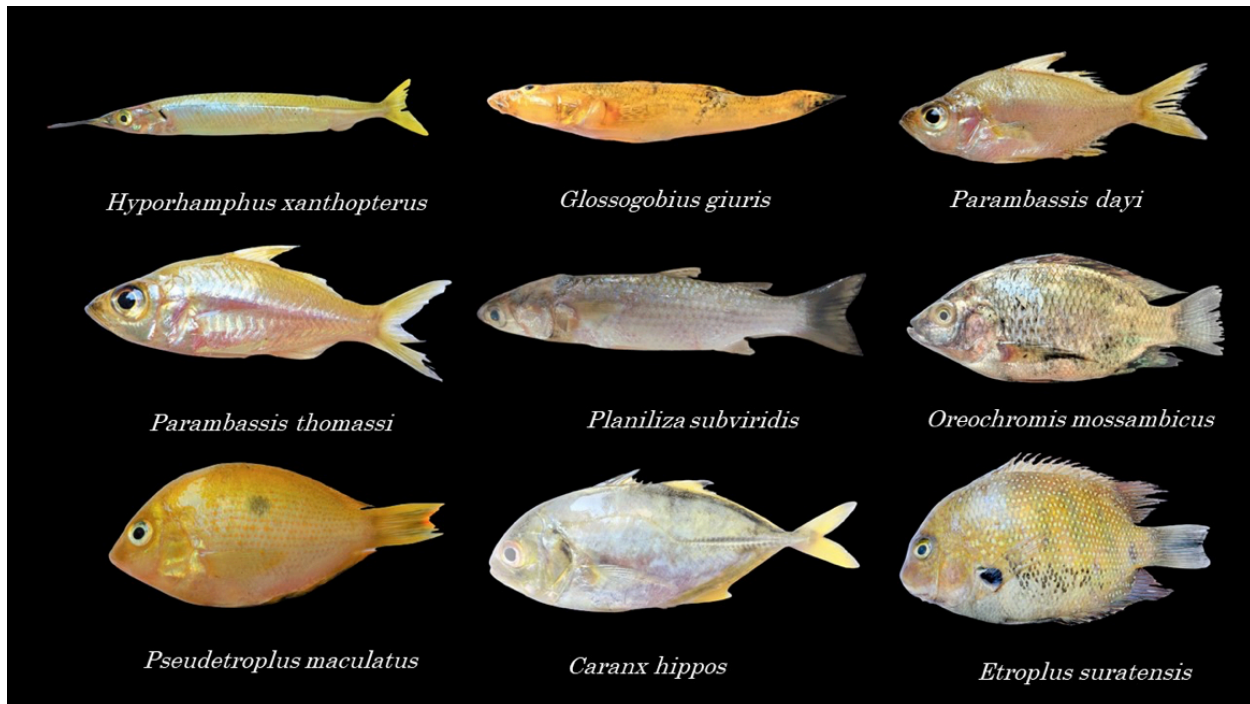 Hyporhamphus xanthopterus
Glossogobius giuris
Parambassis dayi
Parambassis thomassi
Planiliza subviridis
Oreochromis mossambicus
Pseudetroplus maculatus
Caranx hippos
Etroplus suratensis